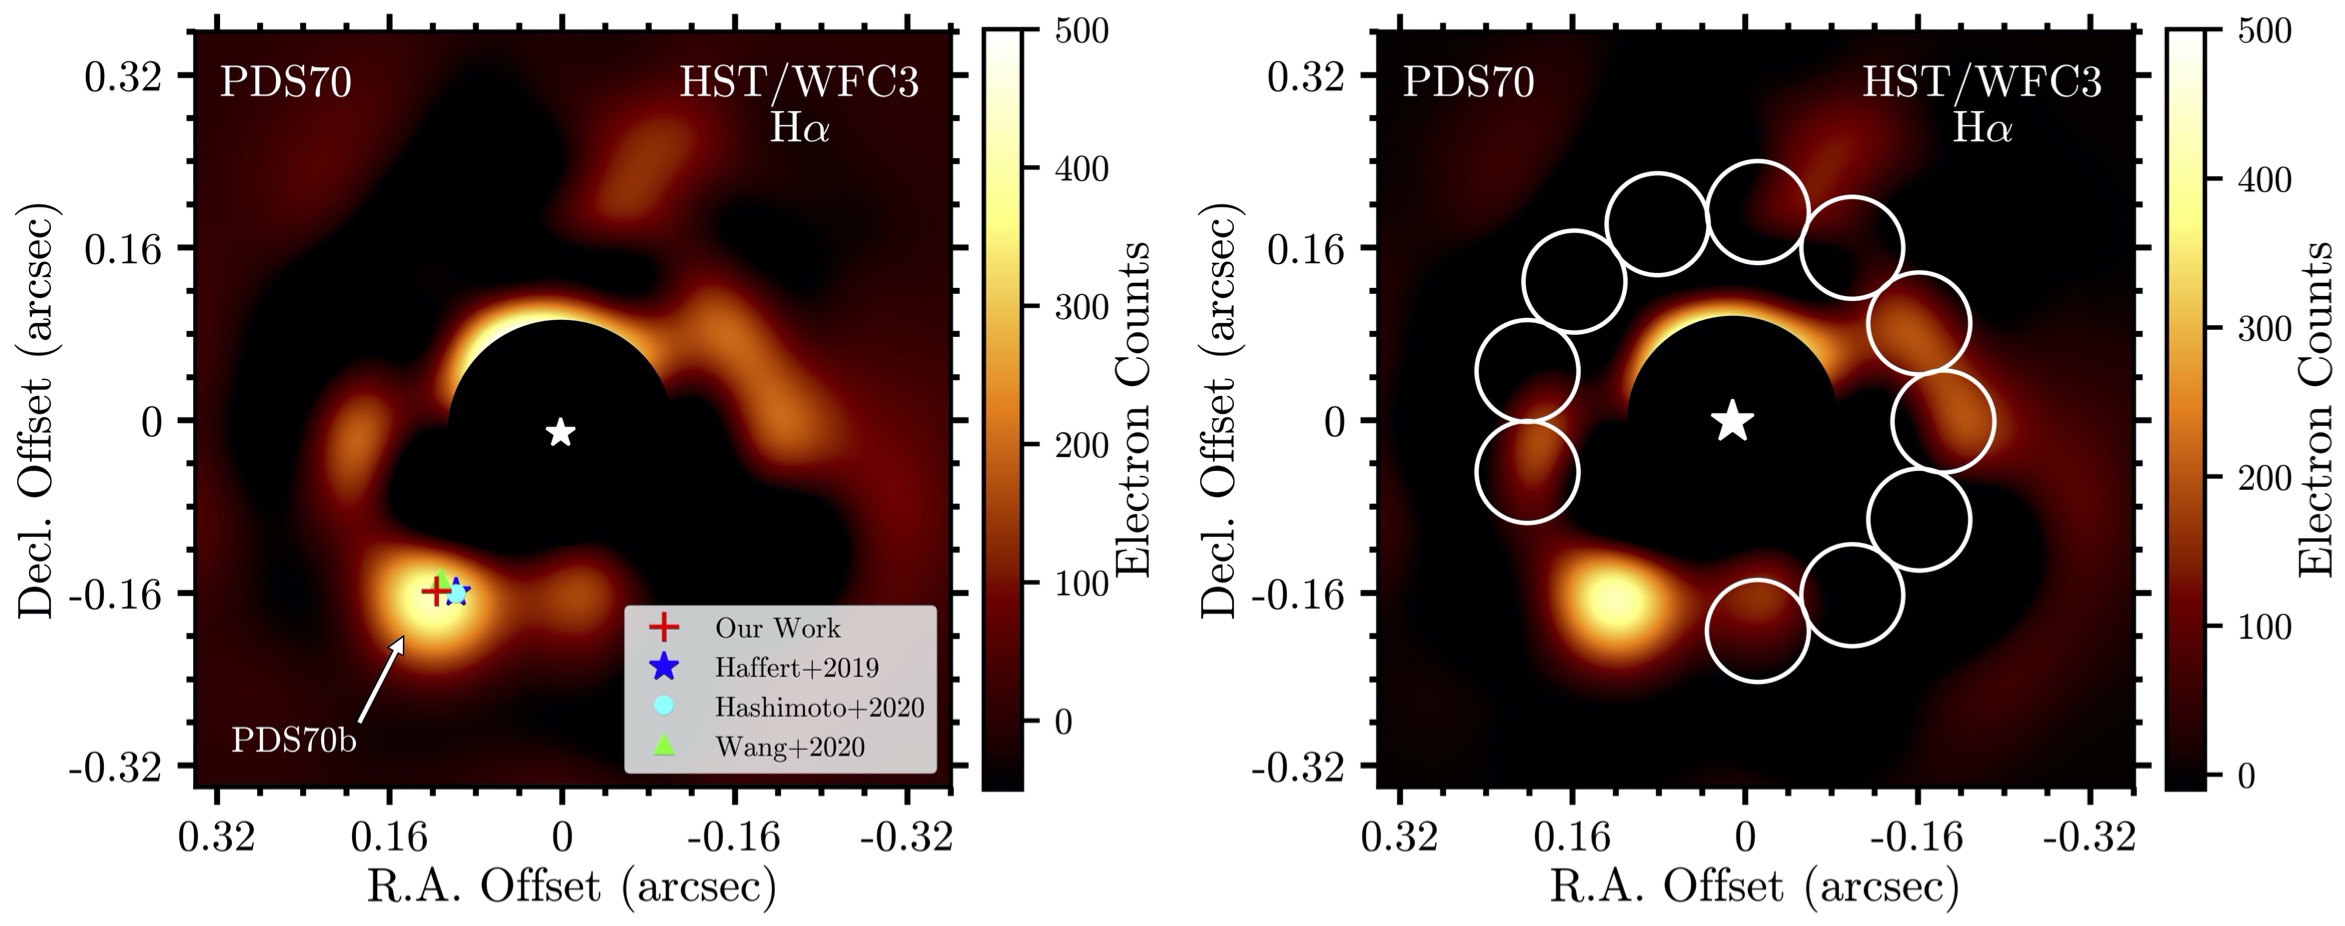 PDS70
HST/WFC3
Hα
0.32
0.16
0
-0.16
-0.32
Decl. Offset (arcsec)
0.32
0.16
0
-0.16
-0.32
R.A. Offset (arcsec)
PDS70b
Our Work
Haffert+2019
Hashimoto+2020
Wang+2020
500
400
300
200
100
0
Electron Counts
PDS70
HST/WFC3
Hα
0.32
0.16
0
-0.16
-0.32
Decl. Offset (arcsec)
0.32
0.16
0
-0.16
-0.32
R.A. Offset (arcsec)
500
400
300
200
100
0
Electron Counts